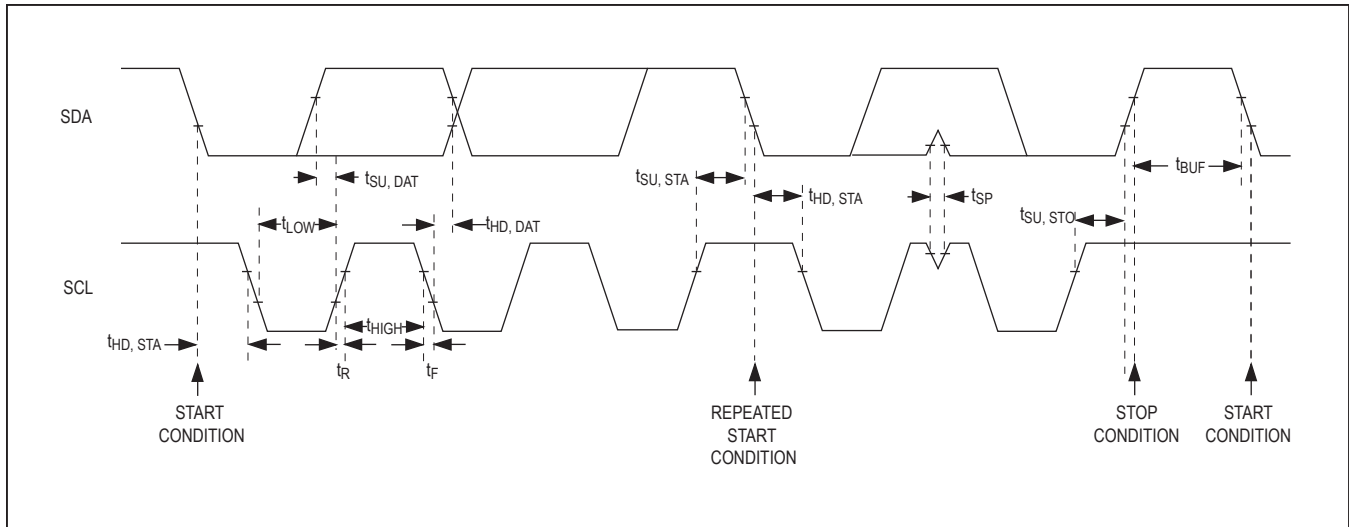 SDA
tSU, DAT
tSU, STA
tHD, STA
tSP
tBUF
tLOW
tHD, DAT
tSU, STO
SCL
tHIGH
tHD, STA
tR
tF
START
CONDITION
REPEATED
START
CONDITION
STOP
CONDITION
START
CONDITION